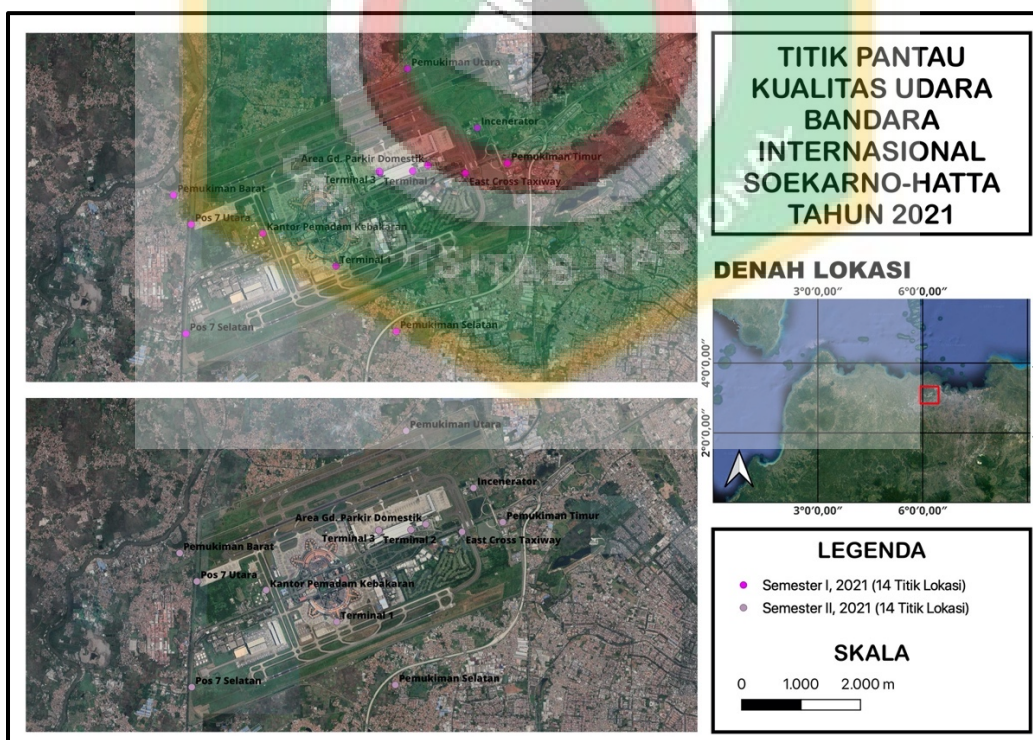 TITIK PANTAU
KUALITAS UDARA
BANDARA
INTERNASIONAL
SOEKARNO-HATTA
TAHUN 2021
Pemukiman Utara
Incenerator
Area Gd. Parkir Domestik
Pemukiman Timur
Terminal 3
Terminal 2
East Cross Taxiway
Pemukiman Barat
Pos 7 Utara
Kantor Pemadam Kebakaran
Terminal 1
Pos 7 Selatan
Pemukiman Selatan
SITAS NAS
Pemukiman Utara
Incenerator
Area Gd. Parkir Domestik
Pemukiman Timur
Terminal 3
Terminal 2
East Cross Taxiway
Pemukiman Barat
Pos 7 Utara
Kantor Pemadam Kebakaran
Terminal 1
Pos 7 Selatan
Pemukiman Selatan
DENAH LOKASI
3°0'0,00"
6°0'0,00"
4°0'0,00"
2°0'0,00"
3°0'0,00"
6°0'0,00"
LEGENDA
Semester I, 2021 (14 Titik Lokasi)
Semester II, 2021 (14 Titik Lokasi)
SKALA
0 1.000 2.000 m